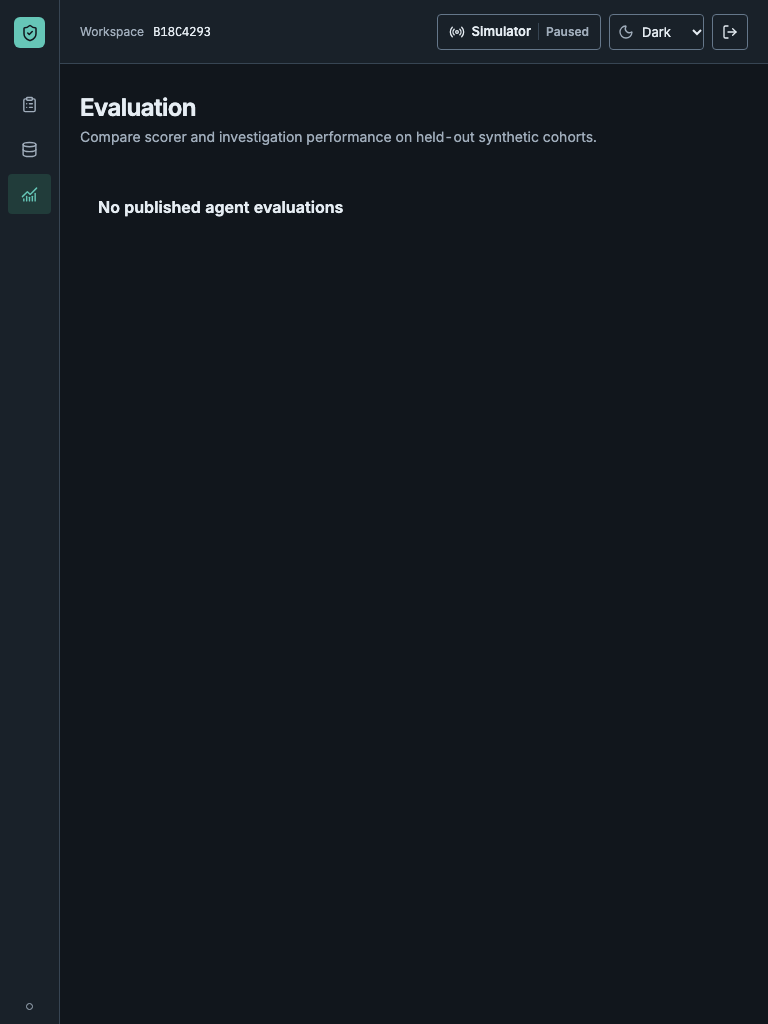 Workspace B18C4293
Simulator Paused
Dark
Evaluation
Compare scorer and investigation performance on held-out synthetic cohorts.
No published agent evaluations